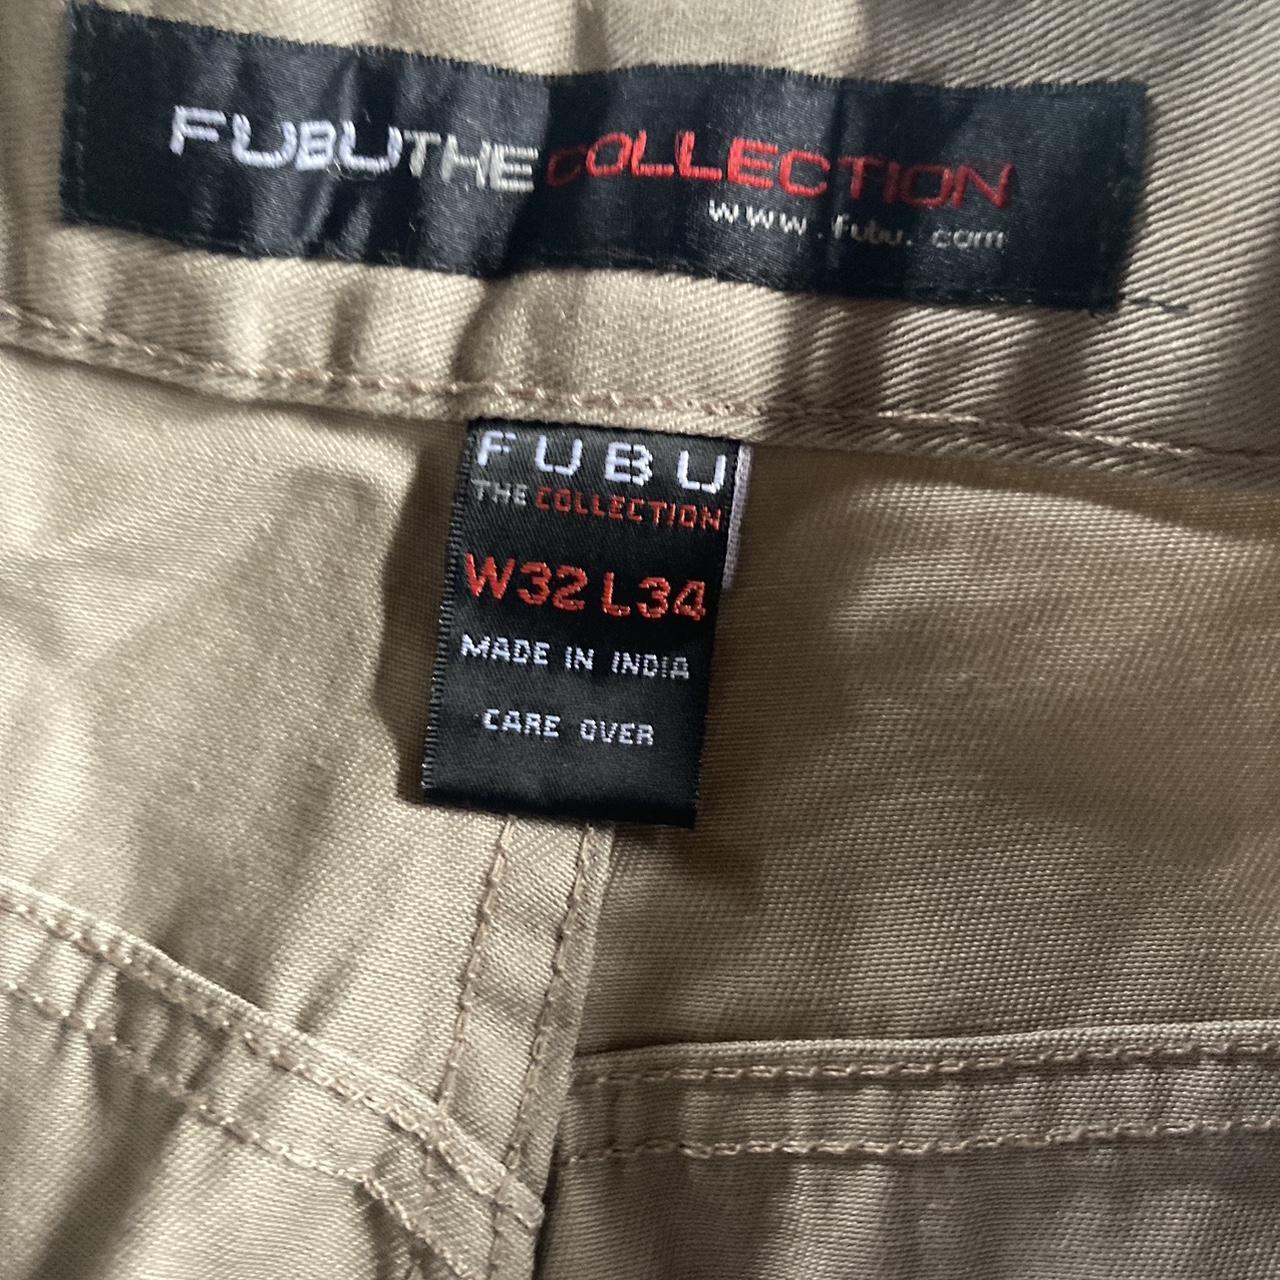 FUBUTHECOLLECTION
www.fubu.com
FUBU
THE COLLECTION
W32 L34
MADE IN INDIA
CARE OVER